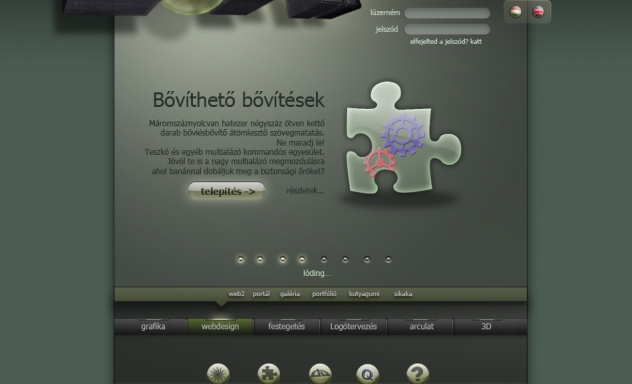 lúzerném
jelszód
elfejelted a jelszód? katt
Bővíthető bővítések
Háromszáznyolcvan hatezer négyszáz ötven kettő
darab bővíésbővítő átömlesztő szövegmatatás.
Ne maradj le!
Teszkó és egyéb multialázó kommandós egyesület.
Jövöl te is a nagy multialázó megmozdulásra
ahol banánnal dobáljuk meg a biztonsági őröket?
telepítés ->
részletek...
lóding...
web2 portál galéria portfólió kutyagumi sikaka
grafika webdesign festegetés Logótervezés arculat 3D
Q ?